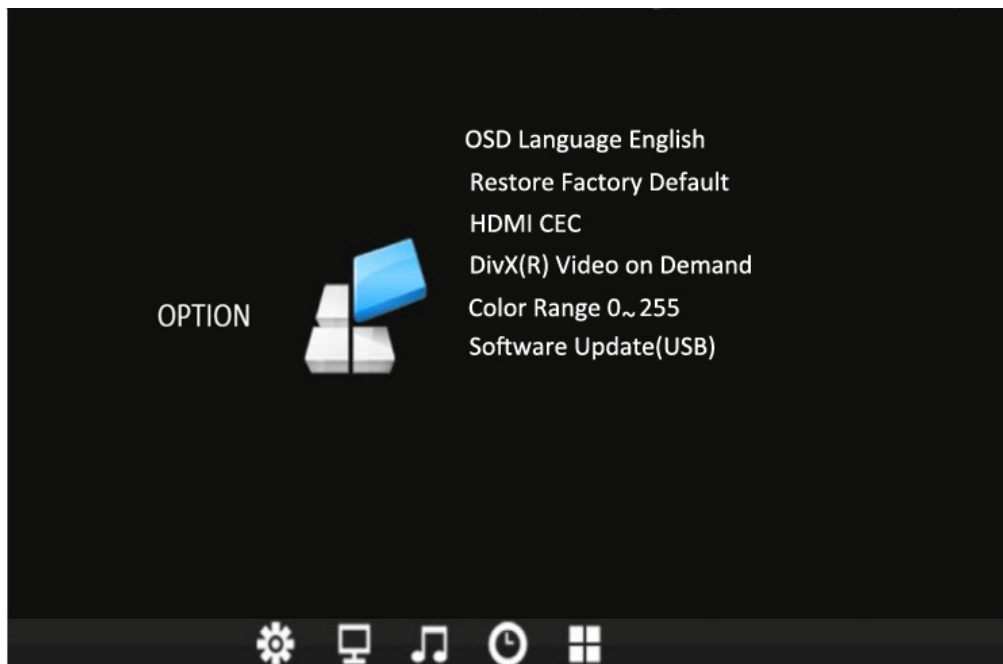 OSD Language English
Restore Factory Default
HDMI CEC
DivX(R) Video on Demand
OPTION
Color Range 0~255
Software Update(USB)